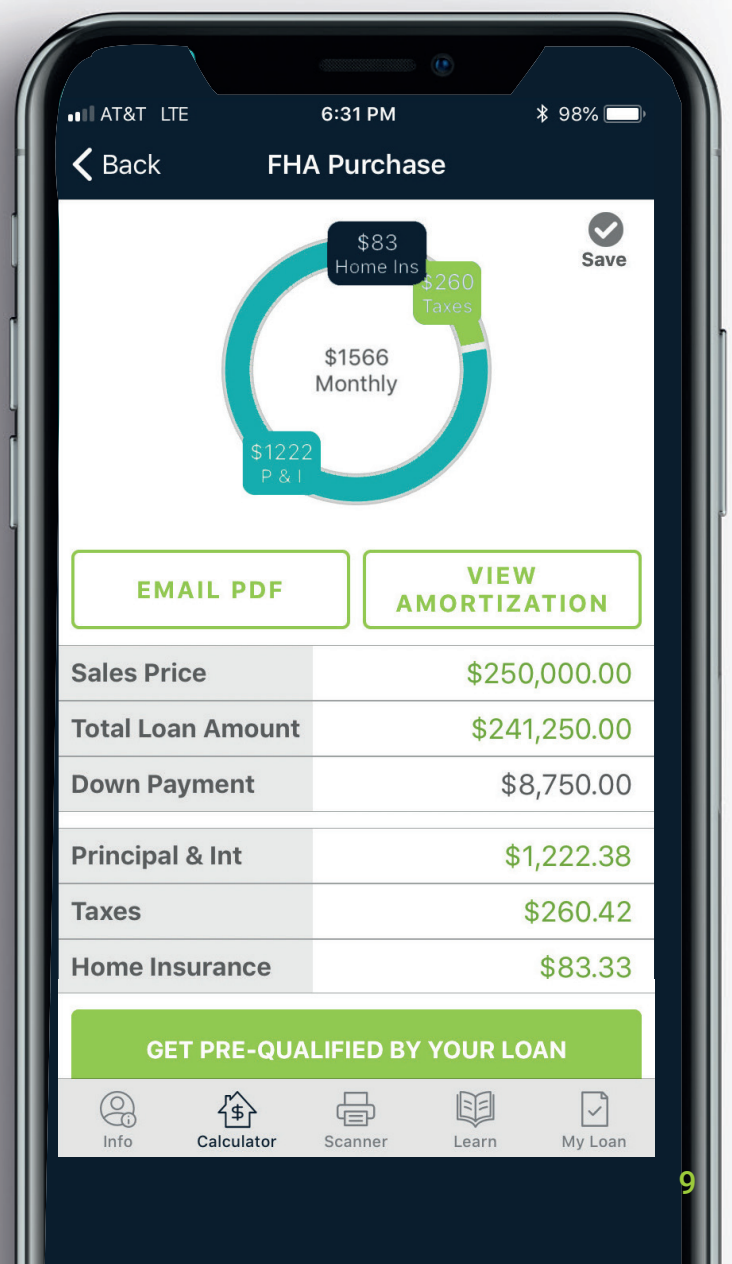 AT&T LTE 6:31 PM 98%
Back FHA Purchase
Save
$83
Home Ins
$260
Taxes
$1566
Monthly
$1222
P & I
EMAIL PDF
VIEW
AMORTIZATION
Sales Price $250,000.00
Total Loan Amount $241,250.00
Down Payment $8,750.00
Principal & Int $1,222.38
Taxes $260.42
Home Insurance $83.33
GET PRE-QUALIFIED BY YOUR LOAN
Info Calculator Scanner Learn My Loan
9